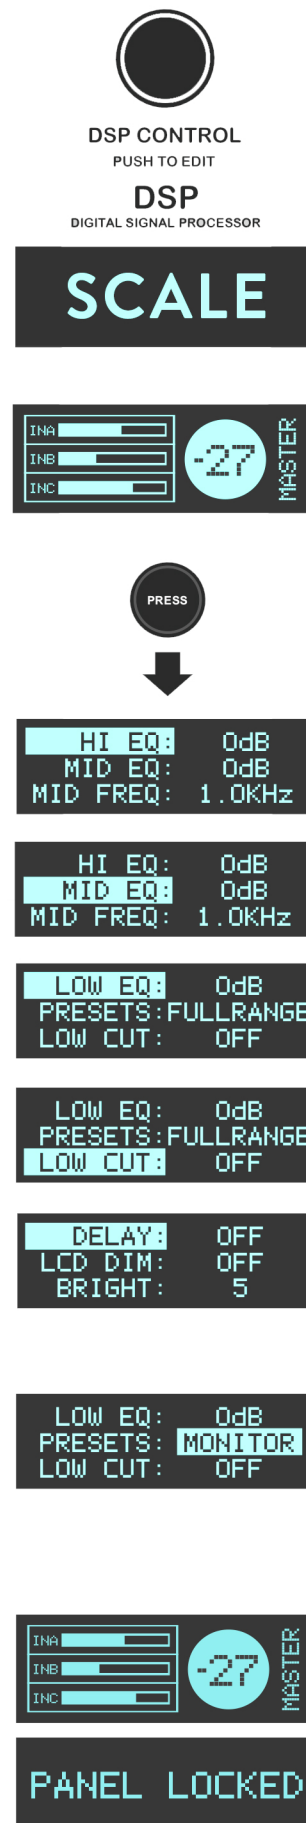 DSP CONTROL
PUSH TO EDIT
DSP
DIGITAL SIGNAL PROCESSOR
SCALE
INA
INB
INC
-27
MASTER
PRESS
HI EQ: 0dB
MID EQ: 0dB
MID FREQ: 1.0KHz
HI EQ: 0dB
MID EQ: 0dB
MID FREQ: 1.0KHz
LOW EQ: 0dB
PRESETS:FULLRANGE
LOW CUT: OFF
LOW EQ: 0dB
PRESETS:FULLRANGE
LOW CUT: OFF
DELAY: OFF
LCD DIM: OFF
BRIGHT: 5
LOW EQ: 0dB
PRESETS: MONITOR
LOW CUT: OFF
INA
INB
INC
-27
MASTER
PANEL LOCKED